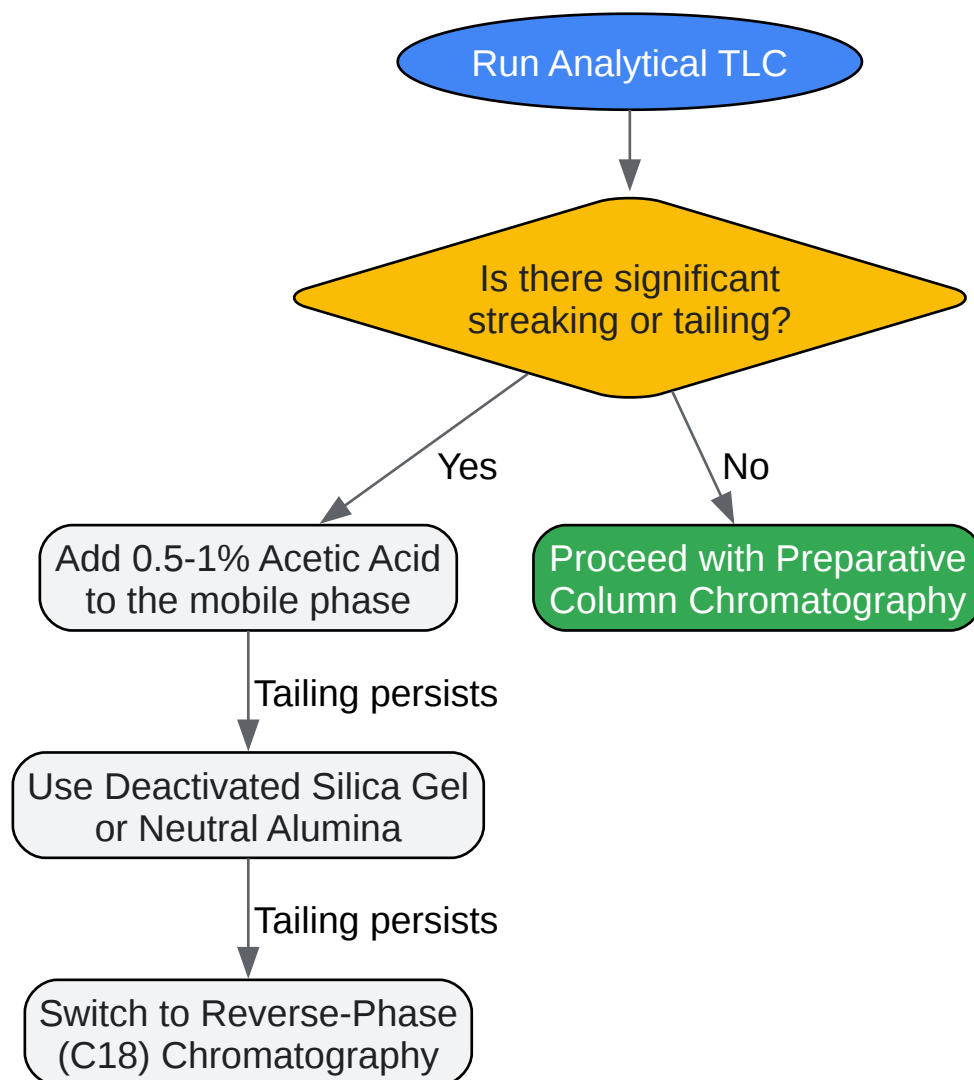 Run Analytical TLC
Is there significant
streaking or tailing?
Yes
No
Add 0.5-1% Acetic Acid
to the mobile phase
Proceed with Preparative
Column Chromatography
Tailing persists
Use Deactivated Silica Gel
or Neutral Alumina
Tailing persists
Switch to Reverse-Phase
(C18) Chromatography